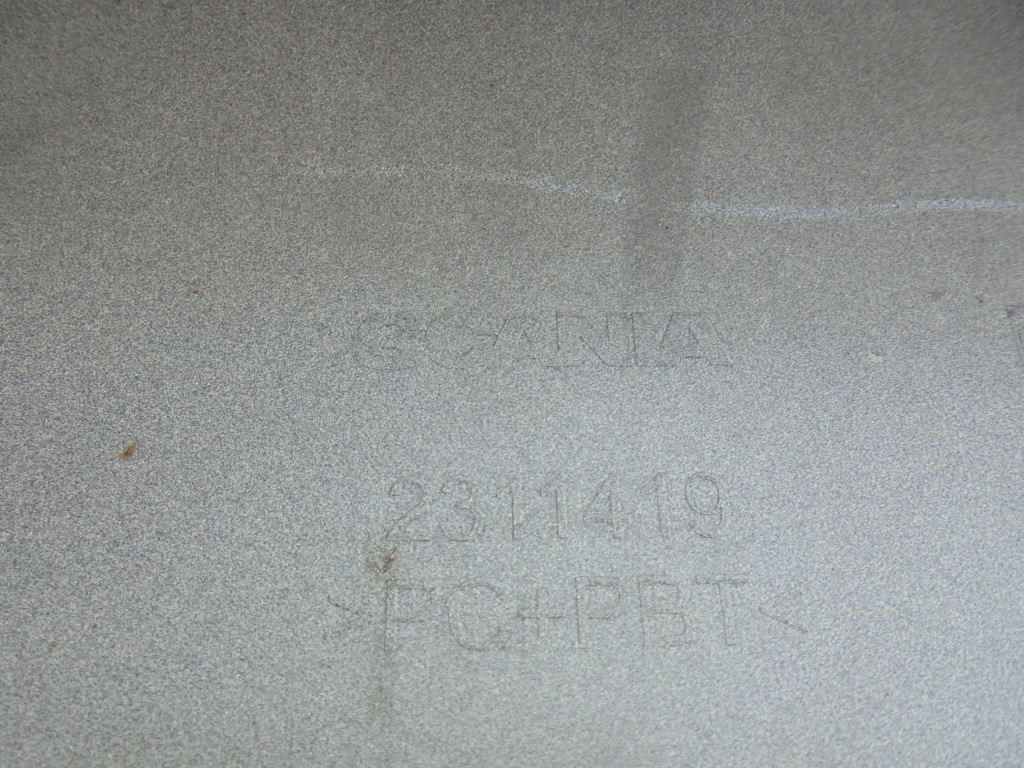 SCANIA
2311419
>PC+PBT<